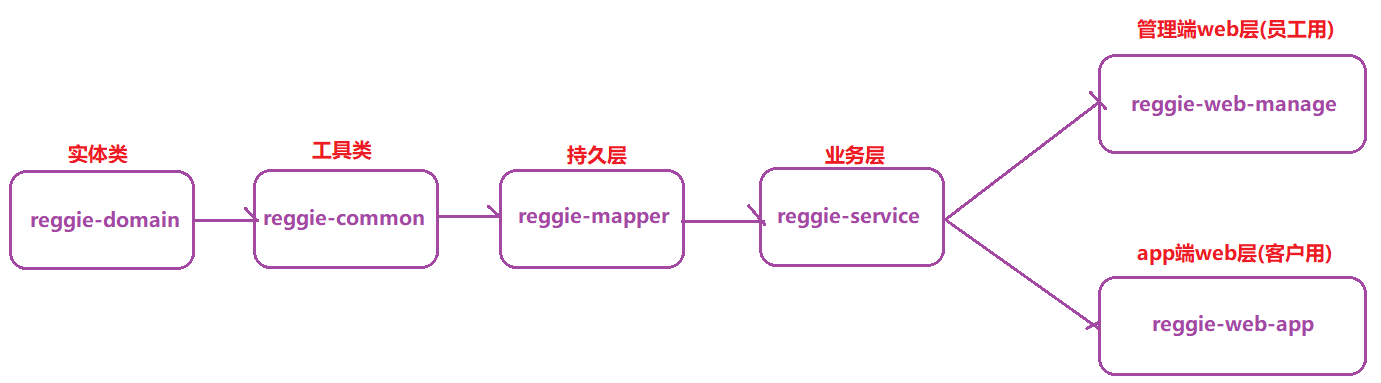 实体类
reggie-domain
工具类
reggie-common
持久层
reggie-mapper
业务层
reggie-service
管理端web层(员工用)
reggie-web-manage
app端web层(客户用)
reggie-web-app